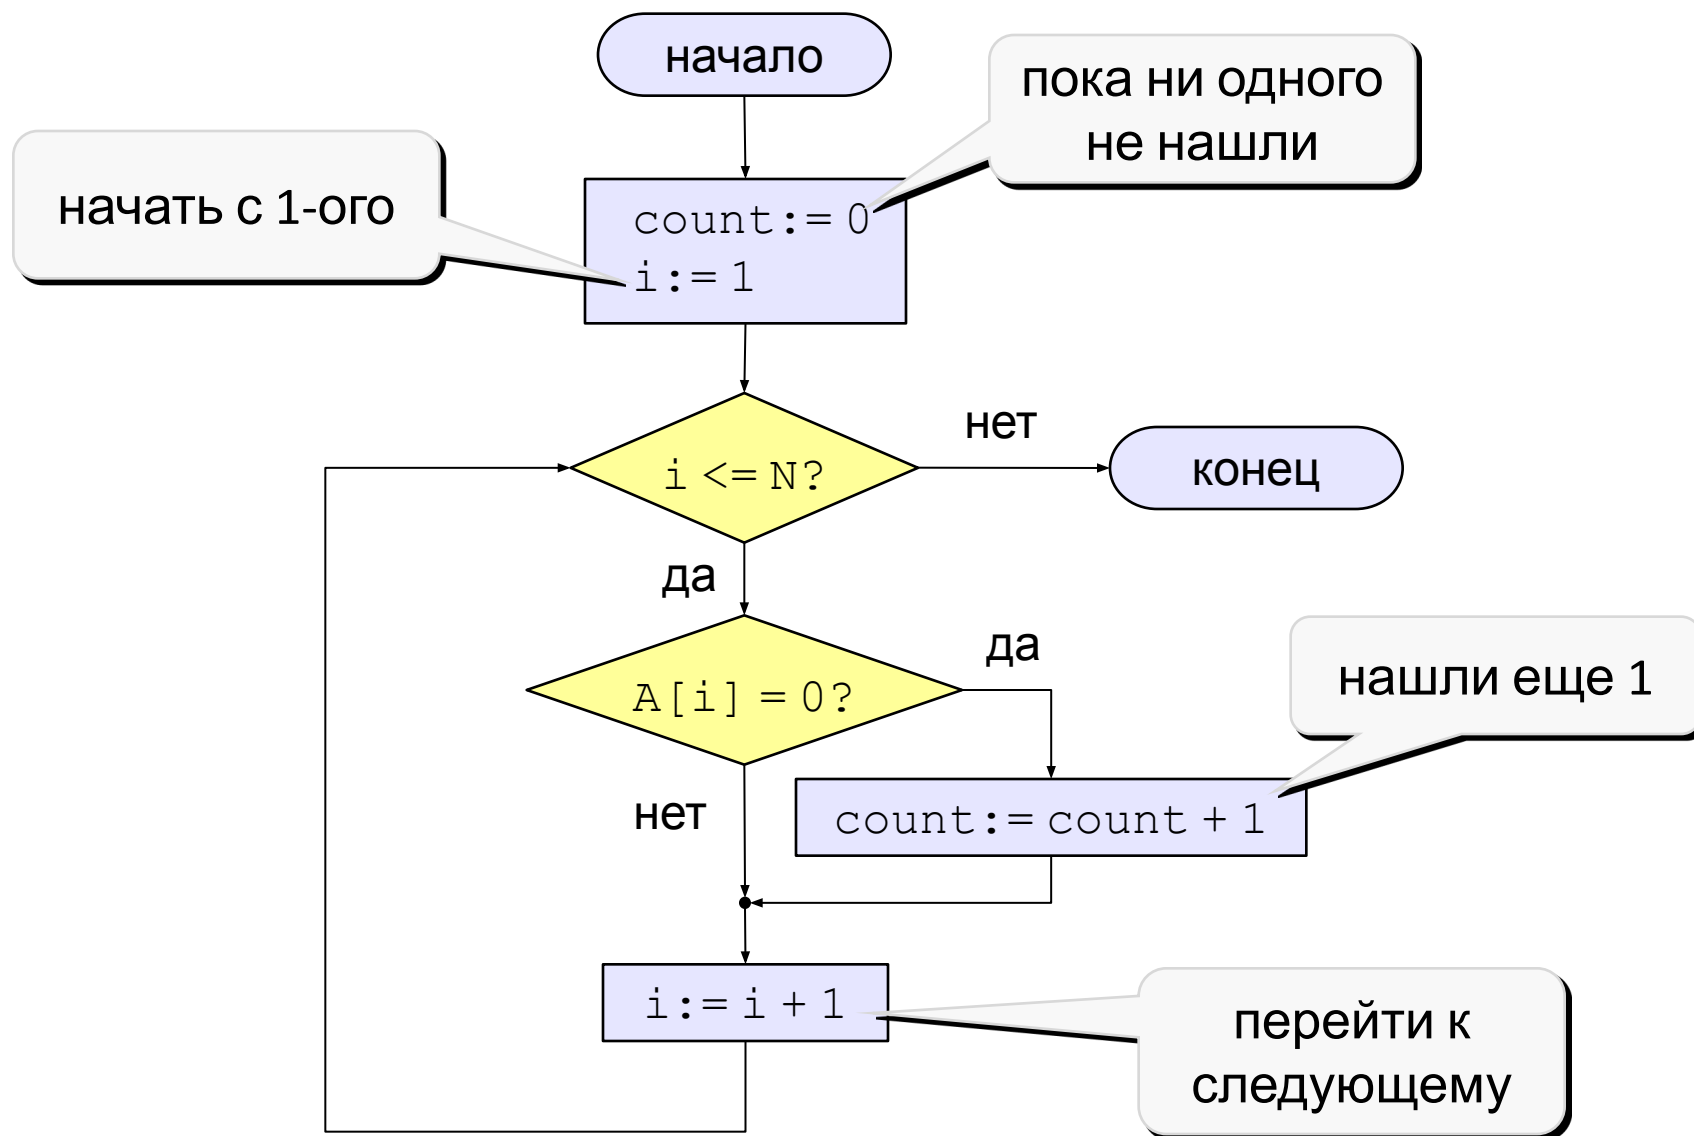 начало
пока ни одного
не нашли
начать с 1-ого
count:= 0
i:= 1
нет
i <= N?
конец
да
да
A[i] = 0?
нашли еще 1
нет
count:= count + 1
i:= i + 1
перейти к
следующему